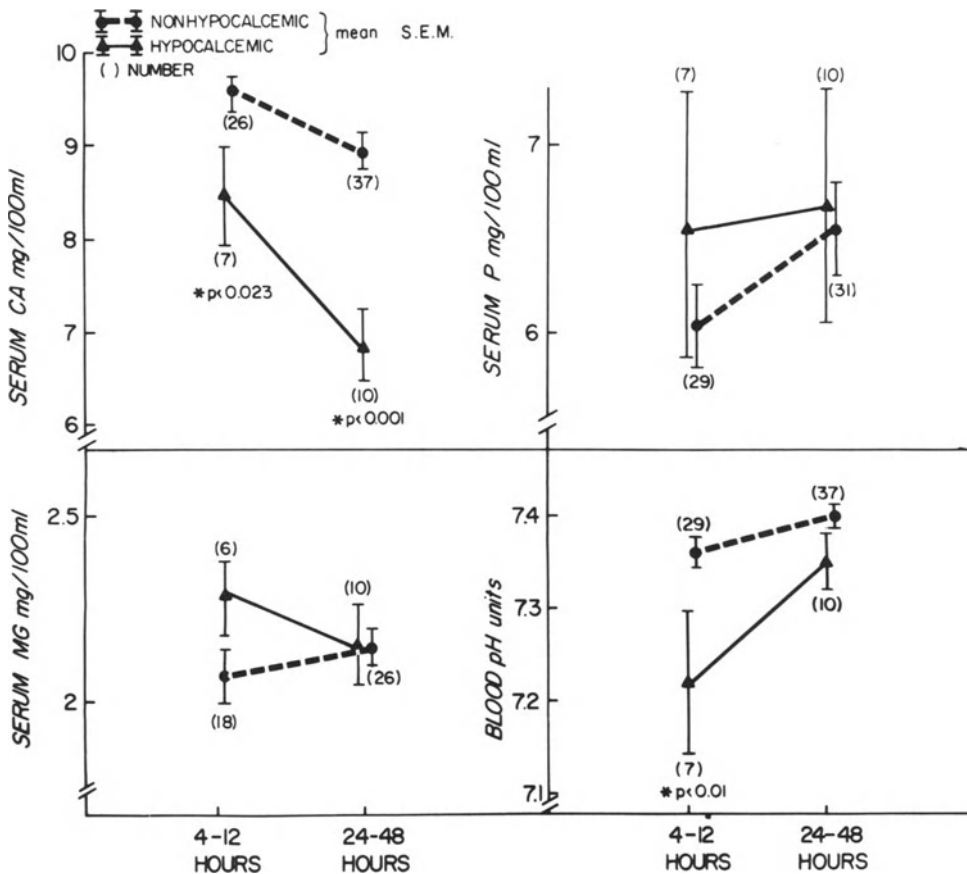 NONHYPOCALCEMIC
HYPOCALCEMIC
mean S.E.M.
( ) NUMBER
SERUM CA mg/100ml
10
9
8
7
6
(26)
(37)
(7)
*p<0.023
(10)
*p<0.001
SERUM P mg/100 ml
7
6
(7)
(10)
(29)
(31)
SERUM MG mg/100ml
2.5
2
(6)
(10)
(18)
(26)
BLOOD pH units
7.4
7.3
7.2
7.1
(29)
(37)
(10)
(7)
*p<0.01
4-12
HOURS
24-48
HOURS
4-12
HOURS
24-48
HOURS